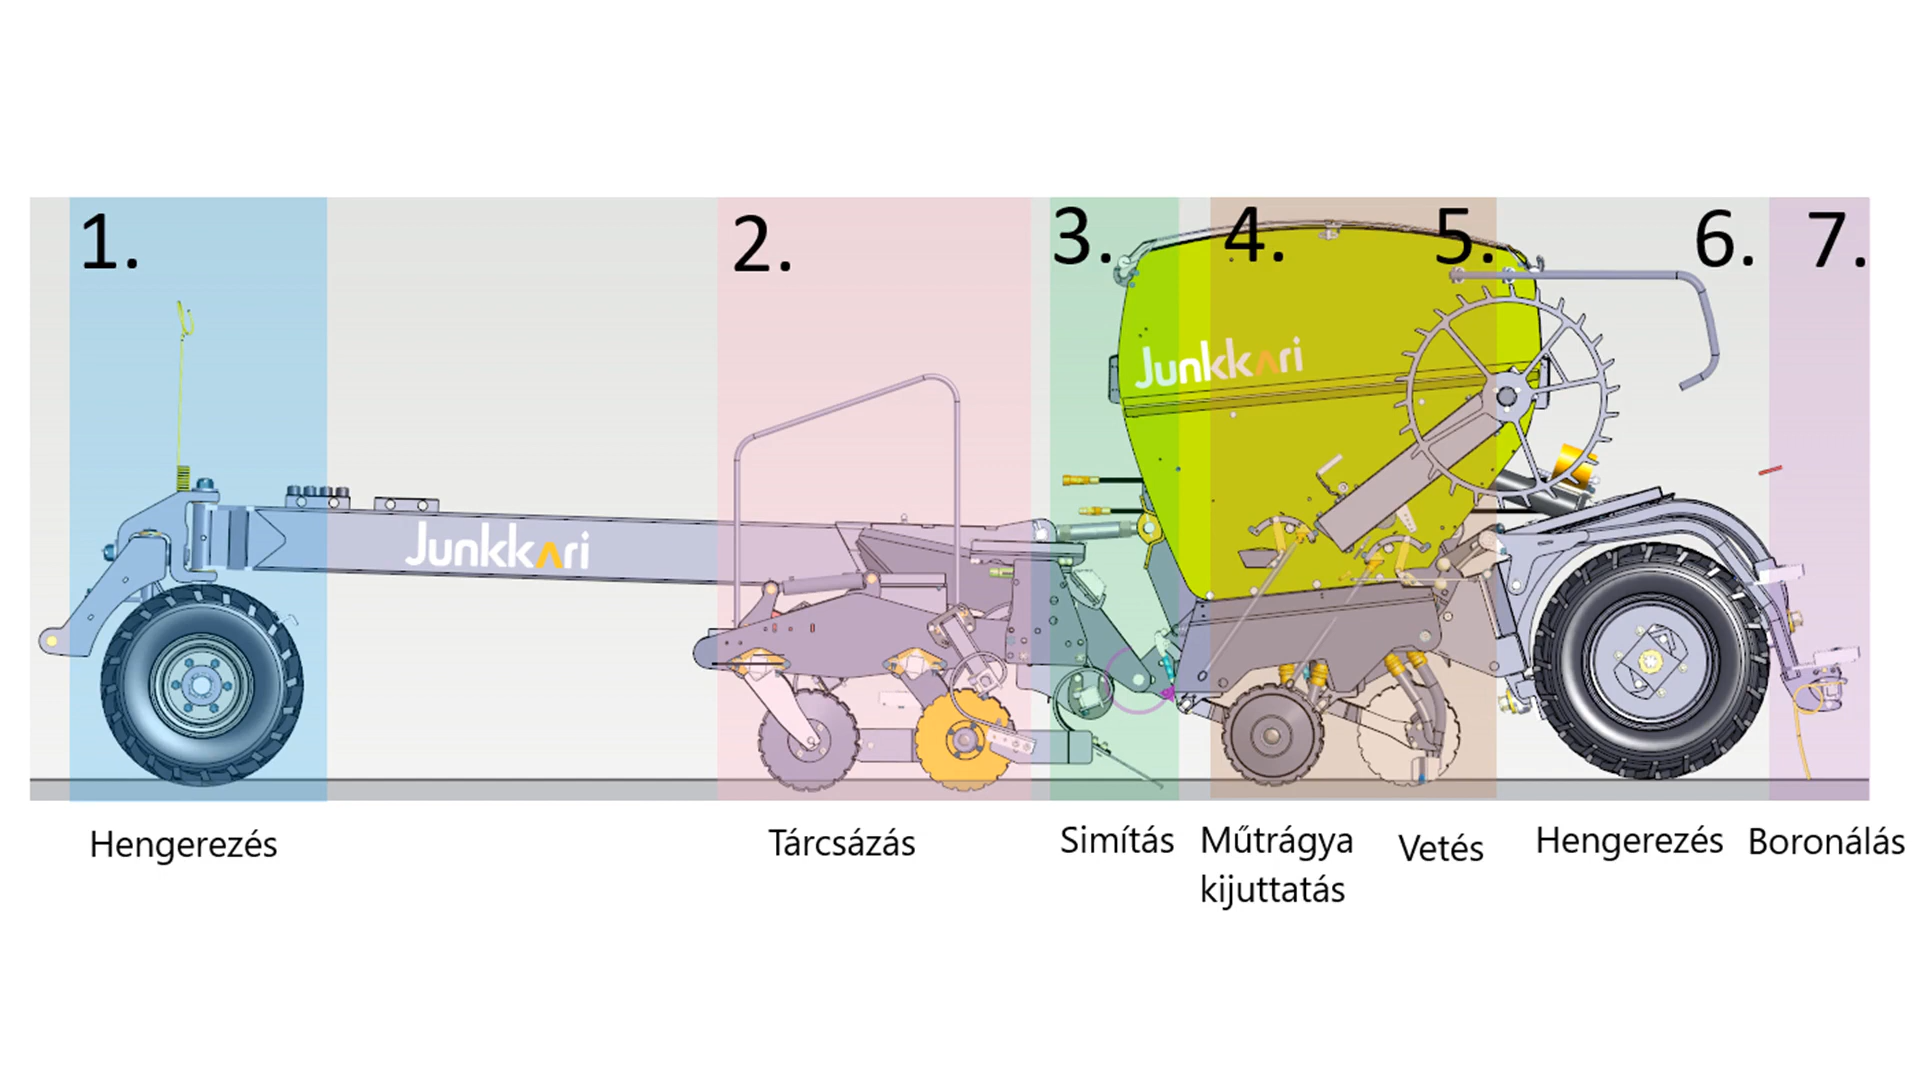 1.
2.
3.
4.
5.
6.
7.
Junkkari
Junkkari
Hengerezés
Tárcsázás
Simítás
Műtrágya
kijuttatás
Vetés
Hengerezés
Boronálás